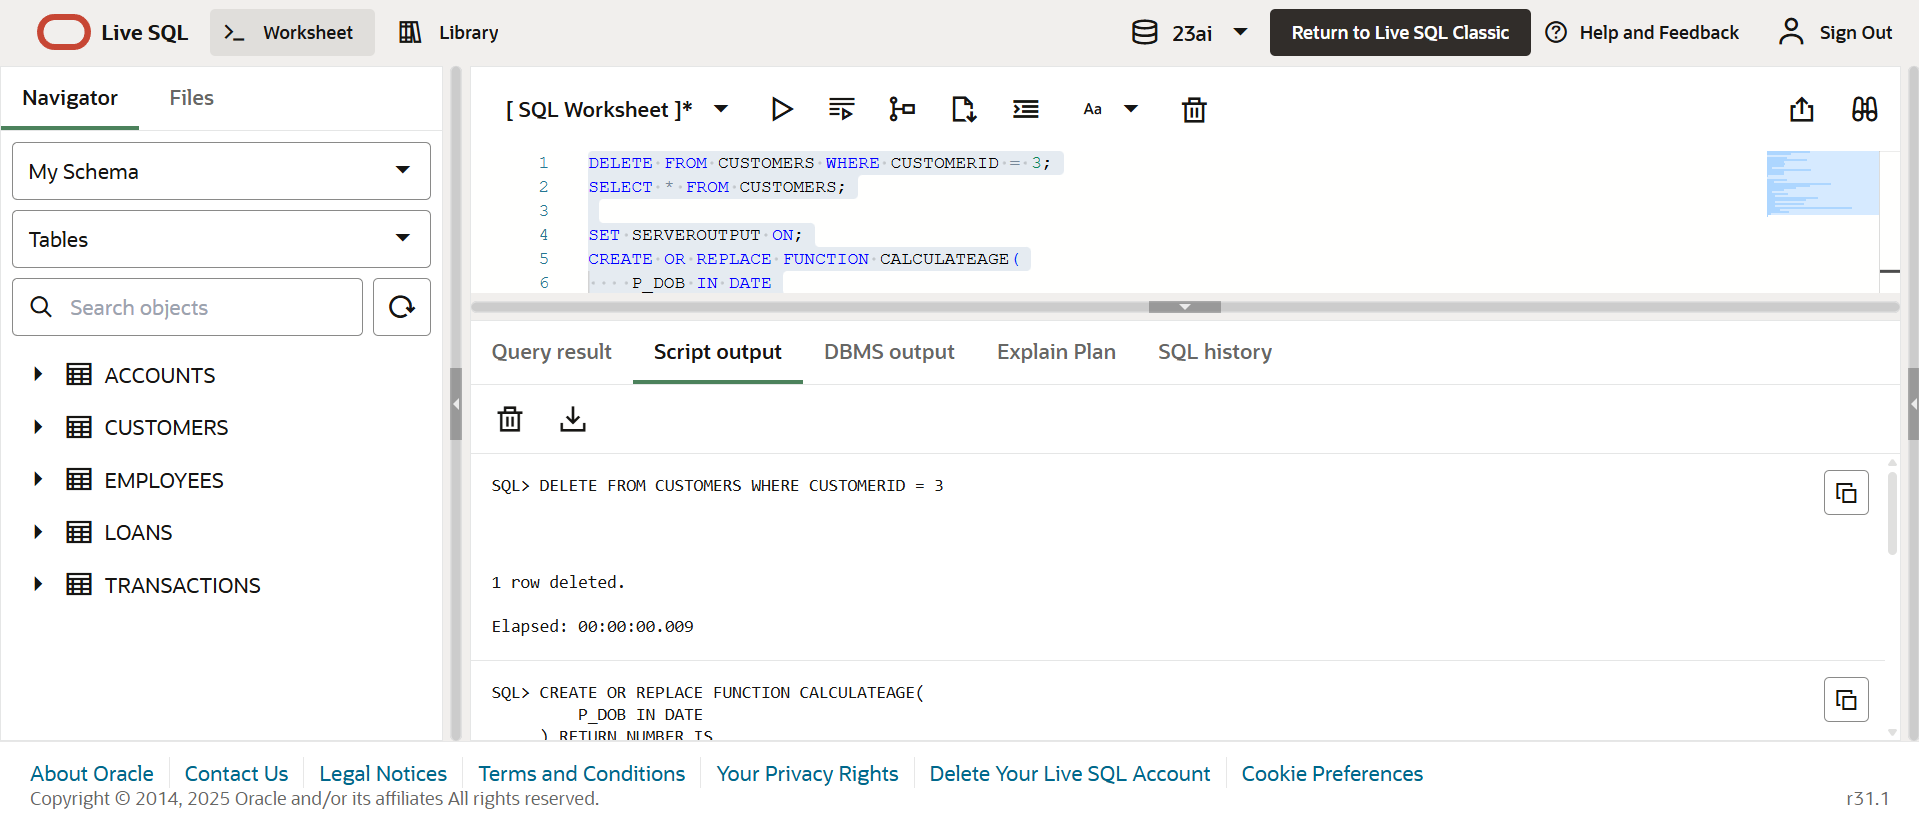 Live SQL
Worksheet
Library
23ai
Return to Live SQL Classic
Help and Feedback
Sign Out
Navigator
Files
My Schema
Tables
Search objects
ACCOUNTS
CUSTOMERS
EMPLOYEES
LOANS
TRANSACTIONS
[ SQL Worksheet ]*
Aa
1 DELETE FROM CUSTOMERS WHERE CUSTOMERID = 3;
2 SELECT * FROM CUSTOMERS;
3
4 SET SERVEROUTPUT ON;
5 CREATE OR REPLACE FUNCTION CALCULATEAGE(
6 P_DOB IN DATE
Query result
Script output
DBMS output
Explain Plan
SQL history
SQL> DELETE FROM CUSTOMERS WHERE CUSTOMERID = 3
1 row deleted.
Elapsed: 00:00:00.009
SQL> CREATE OR REPLACE FUNCTION CALCULATEAGE(
P_DOB IN DATE
) RETURN NUMBER IS
About Oracle
Contact Us
Legal Notices
Terms and Conditions
Your Privacy Rights
Delete Your Live SQL Account
Cookie Preferences
Copyright © 2014, 2025 Oracle and/or its affiliates All rights reserved.
r31.1